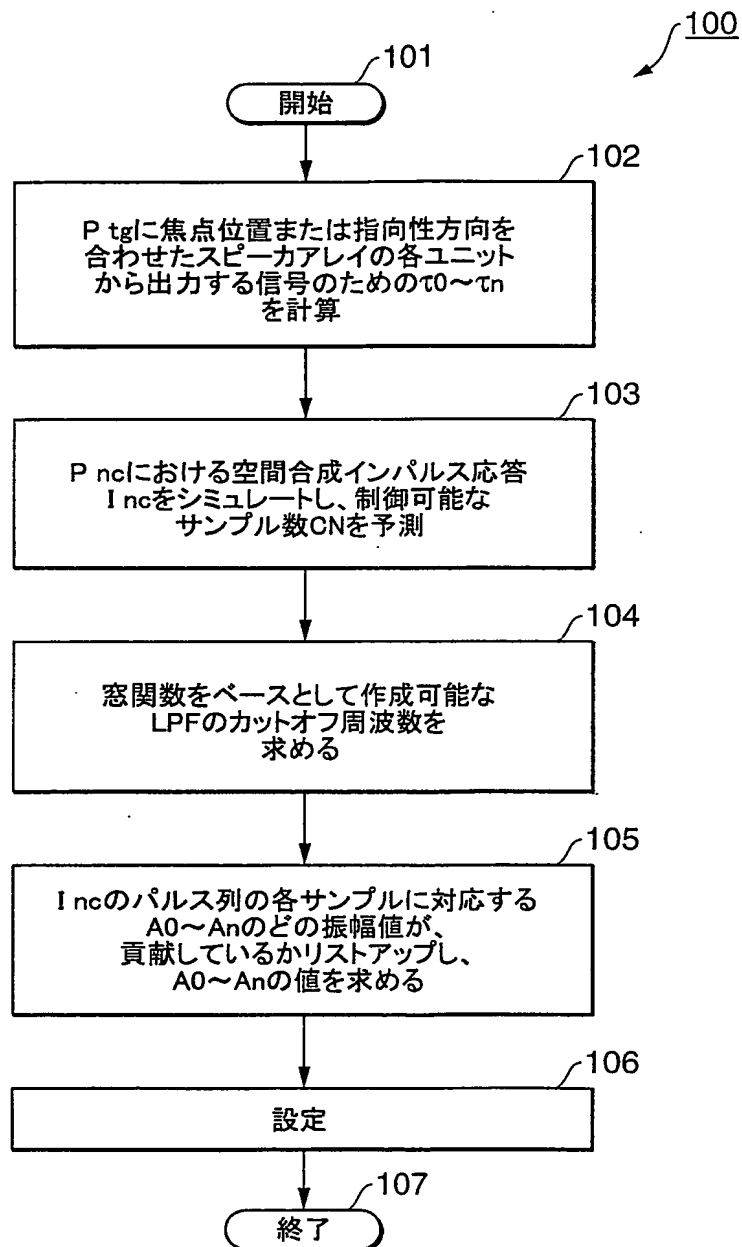 100
101
開始
102
P tgに焦点位置または指向性方向を
合わせたスピーカアレイの各ユニット
から出力する信号のためのτ0～τn
を計算
103
P ncにおける空間合成インパルス応答
I ncをシミュレートし、制御可能な
サンプル数CNを予測
104
窓関数をベースとして作成可能な
LPFのカットオフ周波数を
求める
105
I ncのパルス列の各サンプルに対応する
A0～Anのどの振幅値が、
貢献しているかリストアップし、
A0～Anの値を求める
106
設定
107
終了